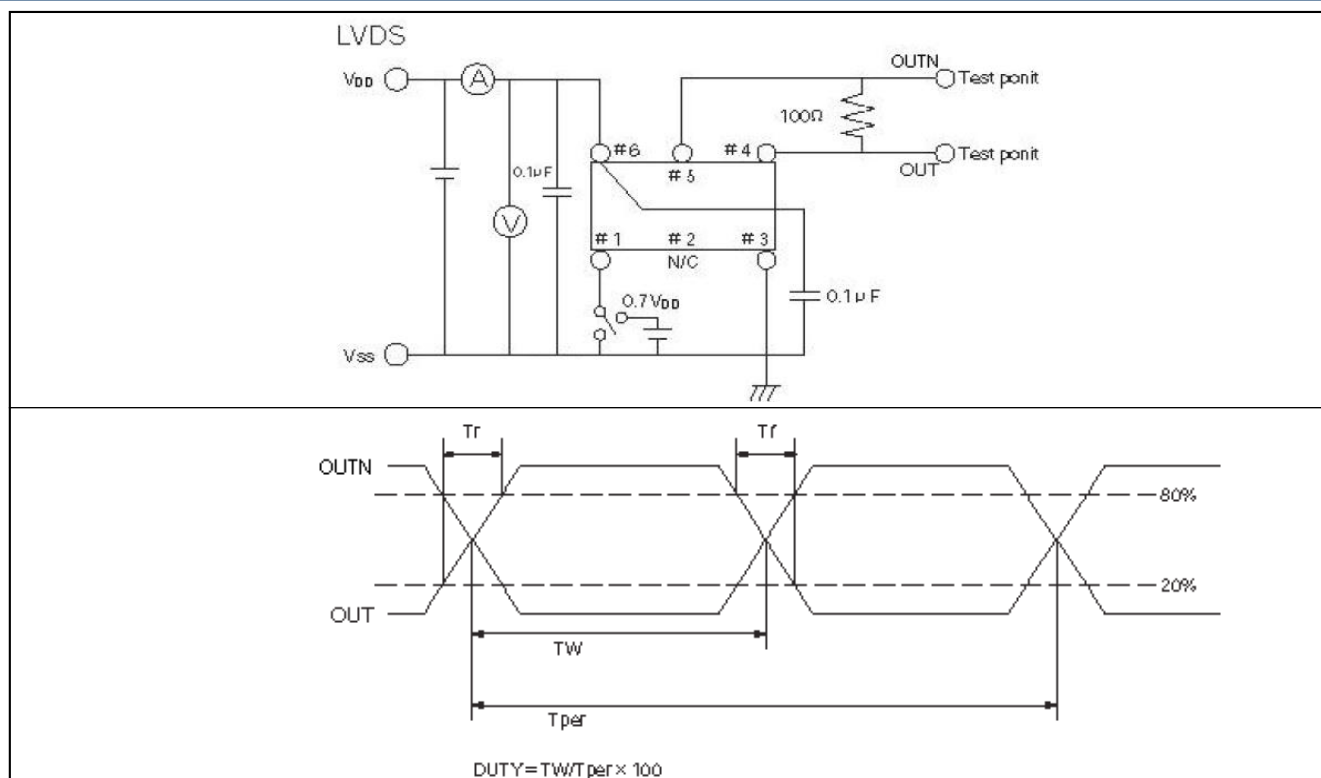 LVDS
VDD
A
OUTN
Test ponit
100Ω
#6
#4
Test ponit
OUT
0.1μF
#5
V
#1
#2
#3
N/C
0.7VDD
0.1μF
Vss
Tr
Tf
OUTN
80%
20%
OUT
TW
Tper
DUTY=TW/Tper×100